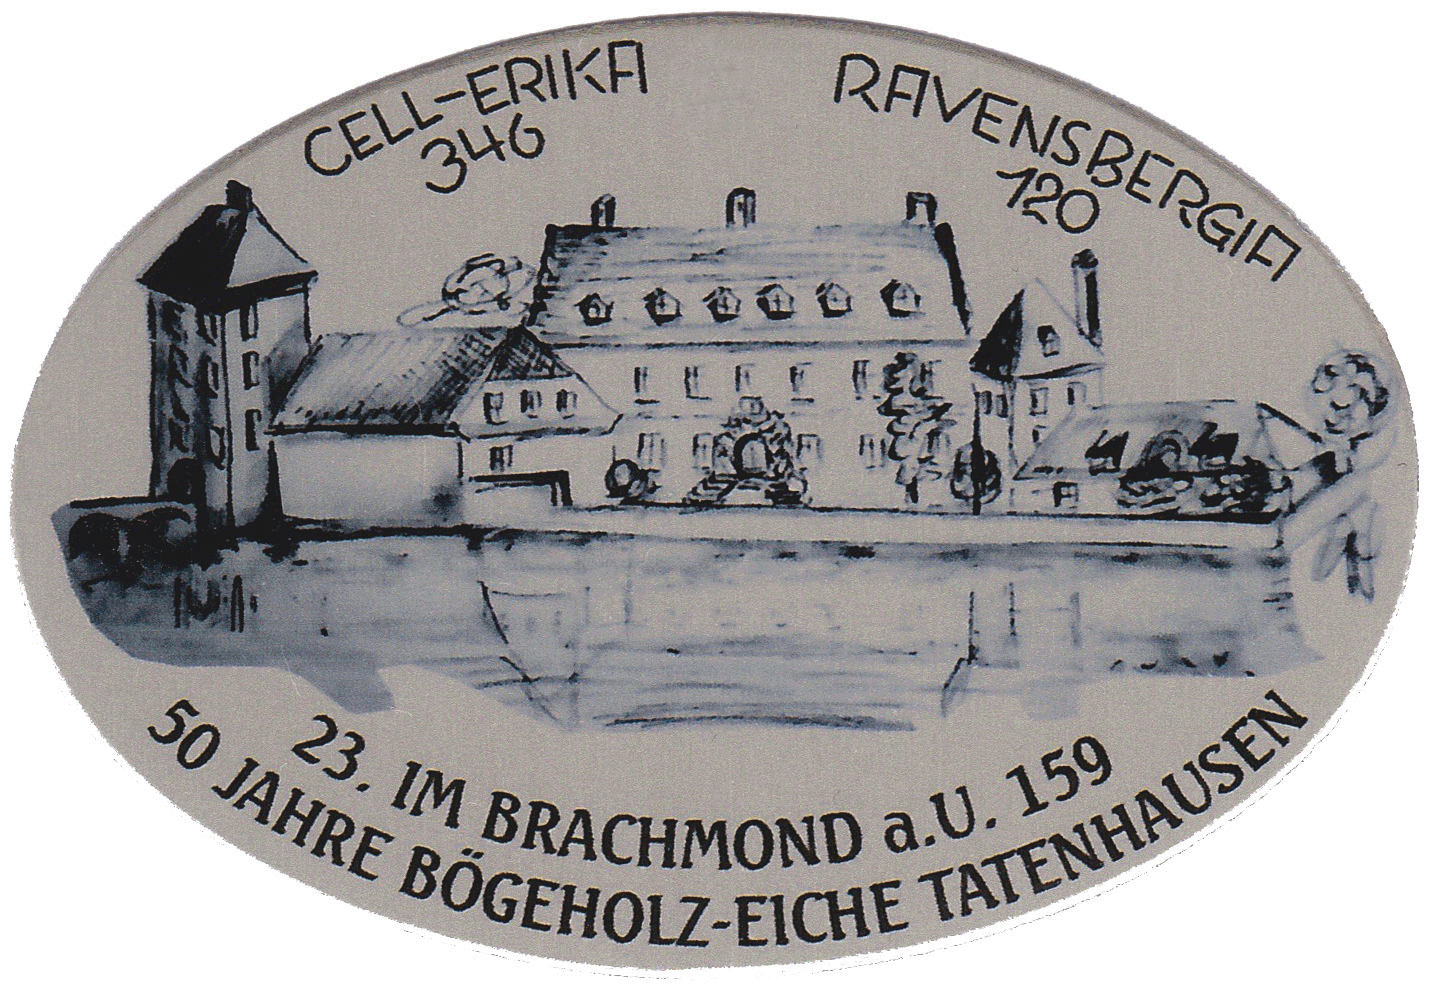 CELL-ERIKA
346
RAVENSBERGIA
120
23. IM BRACHMOND a.U. 159
50 JAHRE BÖGEHOLZ-EICHE TATENHAUSEN